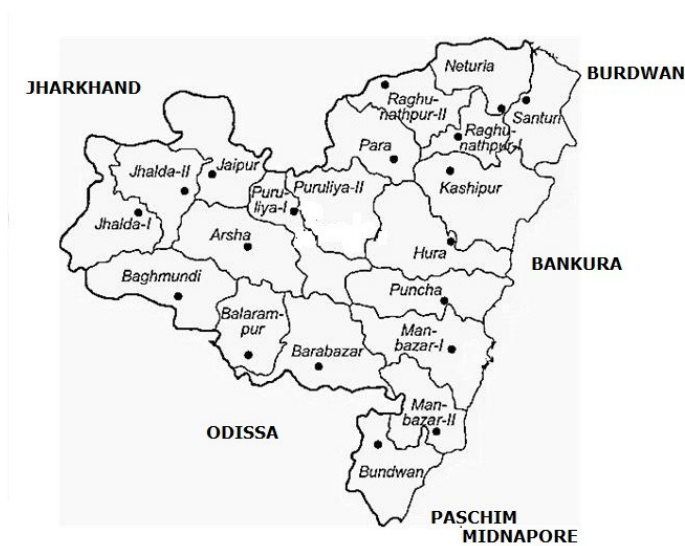 Neturia
BURDWAN
JHARKHAND
Raghu-
nathpur-II
Santuri
Raghu-
nathpur-I
Para
Jhalda-II
Jaipur
Puru-
liya-I
Puruliya-II
Kashipur
Jhalda-I
Arsha
Hura
BANKURA
Baghmundi
Puncha
Balaram-
pur
Man-
bazar-I
Barabazar
Man-
bazar-II
ODISSA
Bundwan
PASCHIM
MIDNAPORE